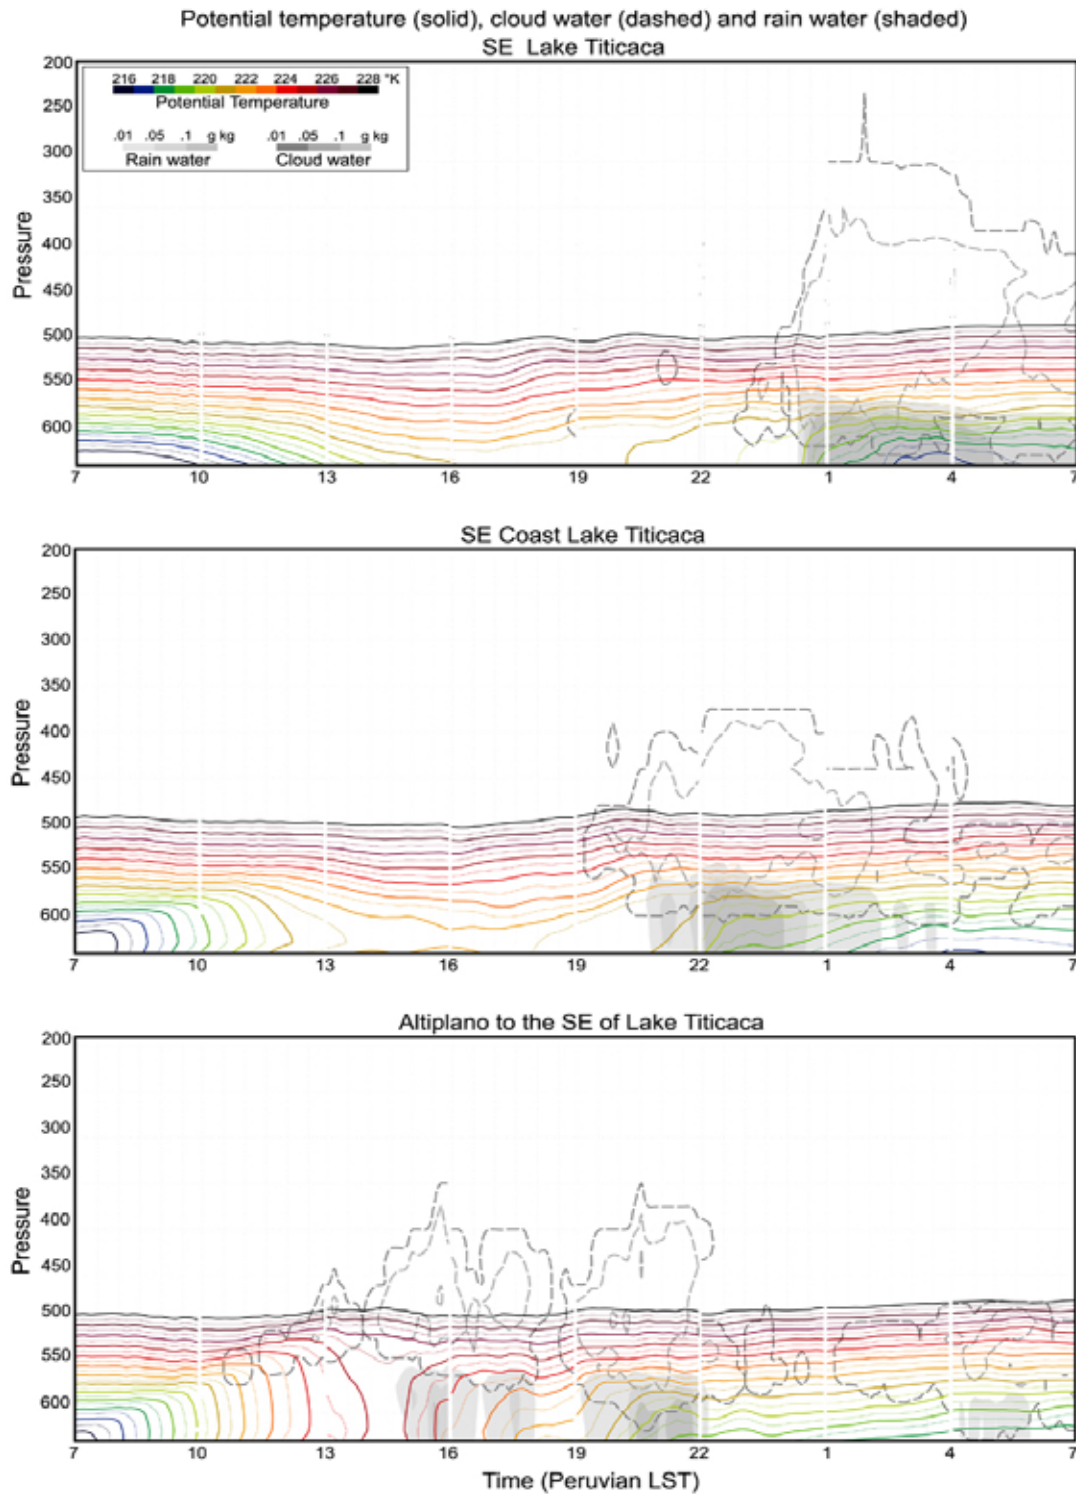 Potential temperature (solid), cloud water (dashed) and rain water (shaded)
SE Lake Titicaca
216 218 220 222 224 226 228 °K
Potential Temperature
.01 .05 .1 g kg .01 .05 .1 g kg
Rain water Cloud water
Pressure
200
250
300
350
400
450
500
550
600
7 10 13 16 19 22 1 4 7
SE Coast Lake Titicaca
Pressure
200
250
300
350
400
450
500
550
600
7 10 13 16 19 22 1 4 7
Altiplano to the SE of Lake Titicaca
Pressure
200
250
300
350
400
450
500
550
600
7 10 13 16 19 22 1 4 7
Time (Peruvian LST)